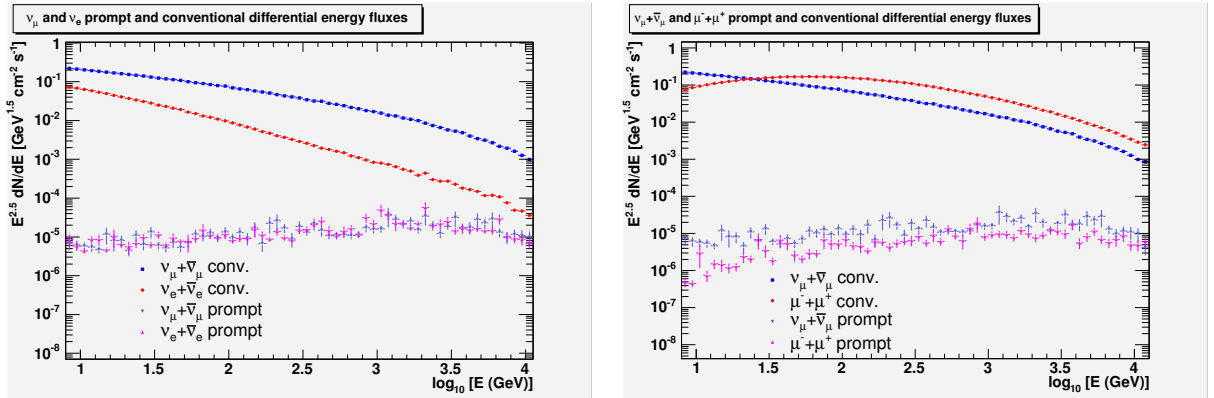 ν_μ and ν_e prompt and conventional differential energy fluxes
E^2.5 dN/dE [GeV^1.5 cm^-2 s^-1]
1
10^-1
10^-2
10^-3
10^-4
10^-5
10^-6
10^-7
10^-8
ν_μ+ν̅_μ conv.
ν_e+ν̅_e conv.
ν_μ+ν̅_μ prompt
ν_e+ν̅_e prompt
1 1.5 2 2.5 3 3.5 4
log_10 [E (GeV)]
ν_μ+ν̅_μ and μ^-+μ^+ prompt and conventional differential energy fluxes
E^2.5 dN/dE [GeV^1.5 cm^-2 s^-1]
1
10^-1
10^-2
10^-3
10^-4
10^-5
10^-6
10^-7
10^-8
ν_μ+ν̅_μ conv.
μ^-+μ^+ conv.
ν_μ+ν̅_μ prompt
μ^-+μ^+ prompt
1 1.5 2 2.5 3 3.5 4
log_10 [E (GeV)]